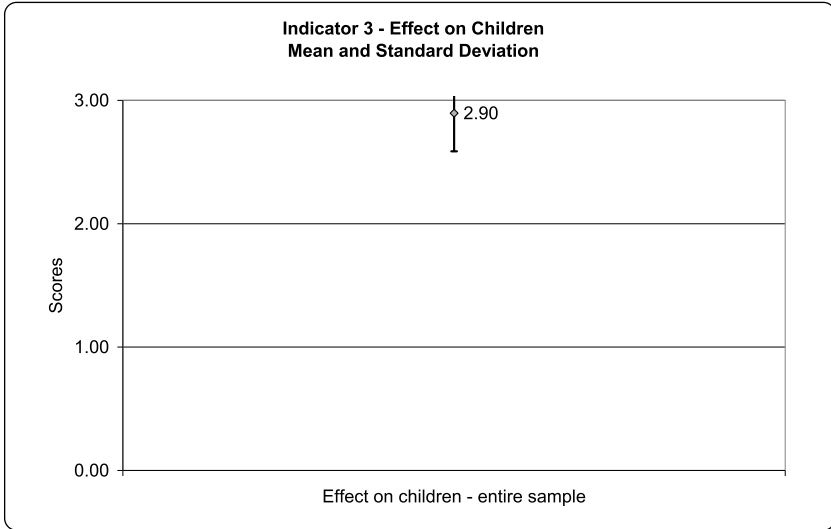 Indicator 3 - Effect on Children
Mean and Standard Deviation
3.00
2.90
2.00
Scores
1.00
0.00
Effect on children - entire sample